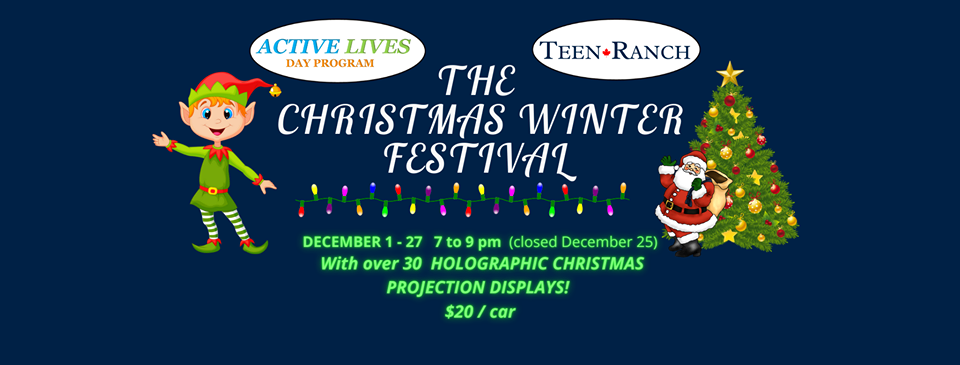 ACTIVE LIVES
DAY PROGRAM
TEEN RANCH
THE
CHRISTMAS WINTER
FESTIVAL
DECEMBER 1 - 27 7 to 9 pm (closed December 25)
With over 30 HOLOGRAPHIC CHRISTMAS
PROJECTION DISPLAYS!
$20 / car